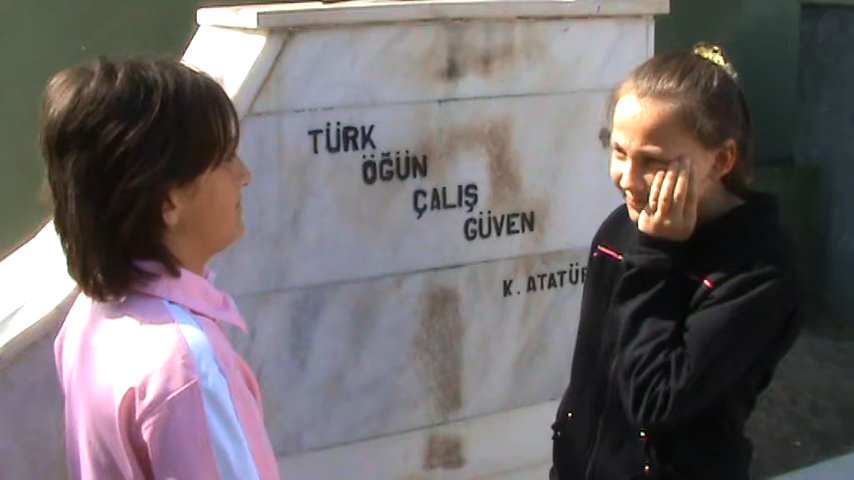 TÜRK
ÖĞÜN
ÇALIŞ
GÜVEN
K. ATATÜR